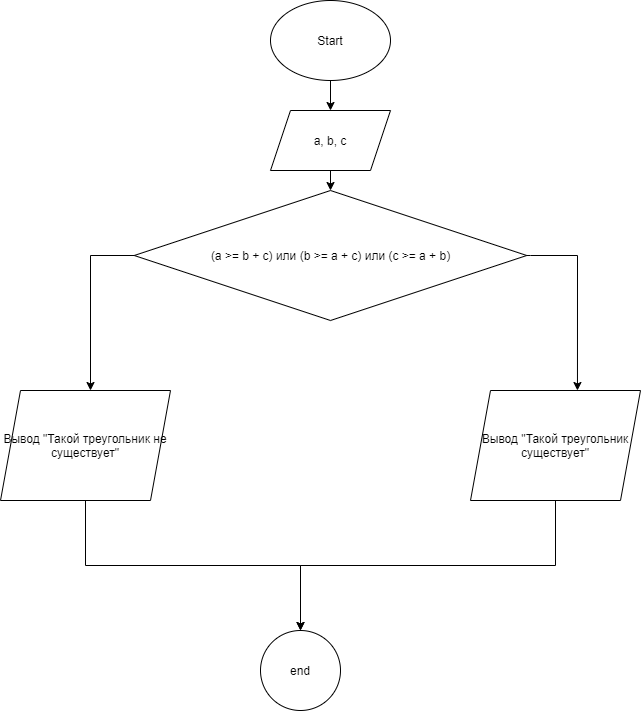 Start
a, b, c
(a >= b + c) или (b >= a + c) или (c >= a + b)
Вывод "Такой треугольник не
существует"
Вывод "Такой треугольник
существует"
end